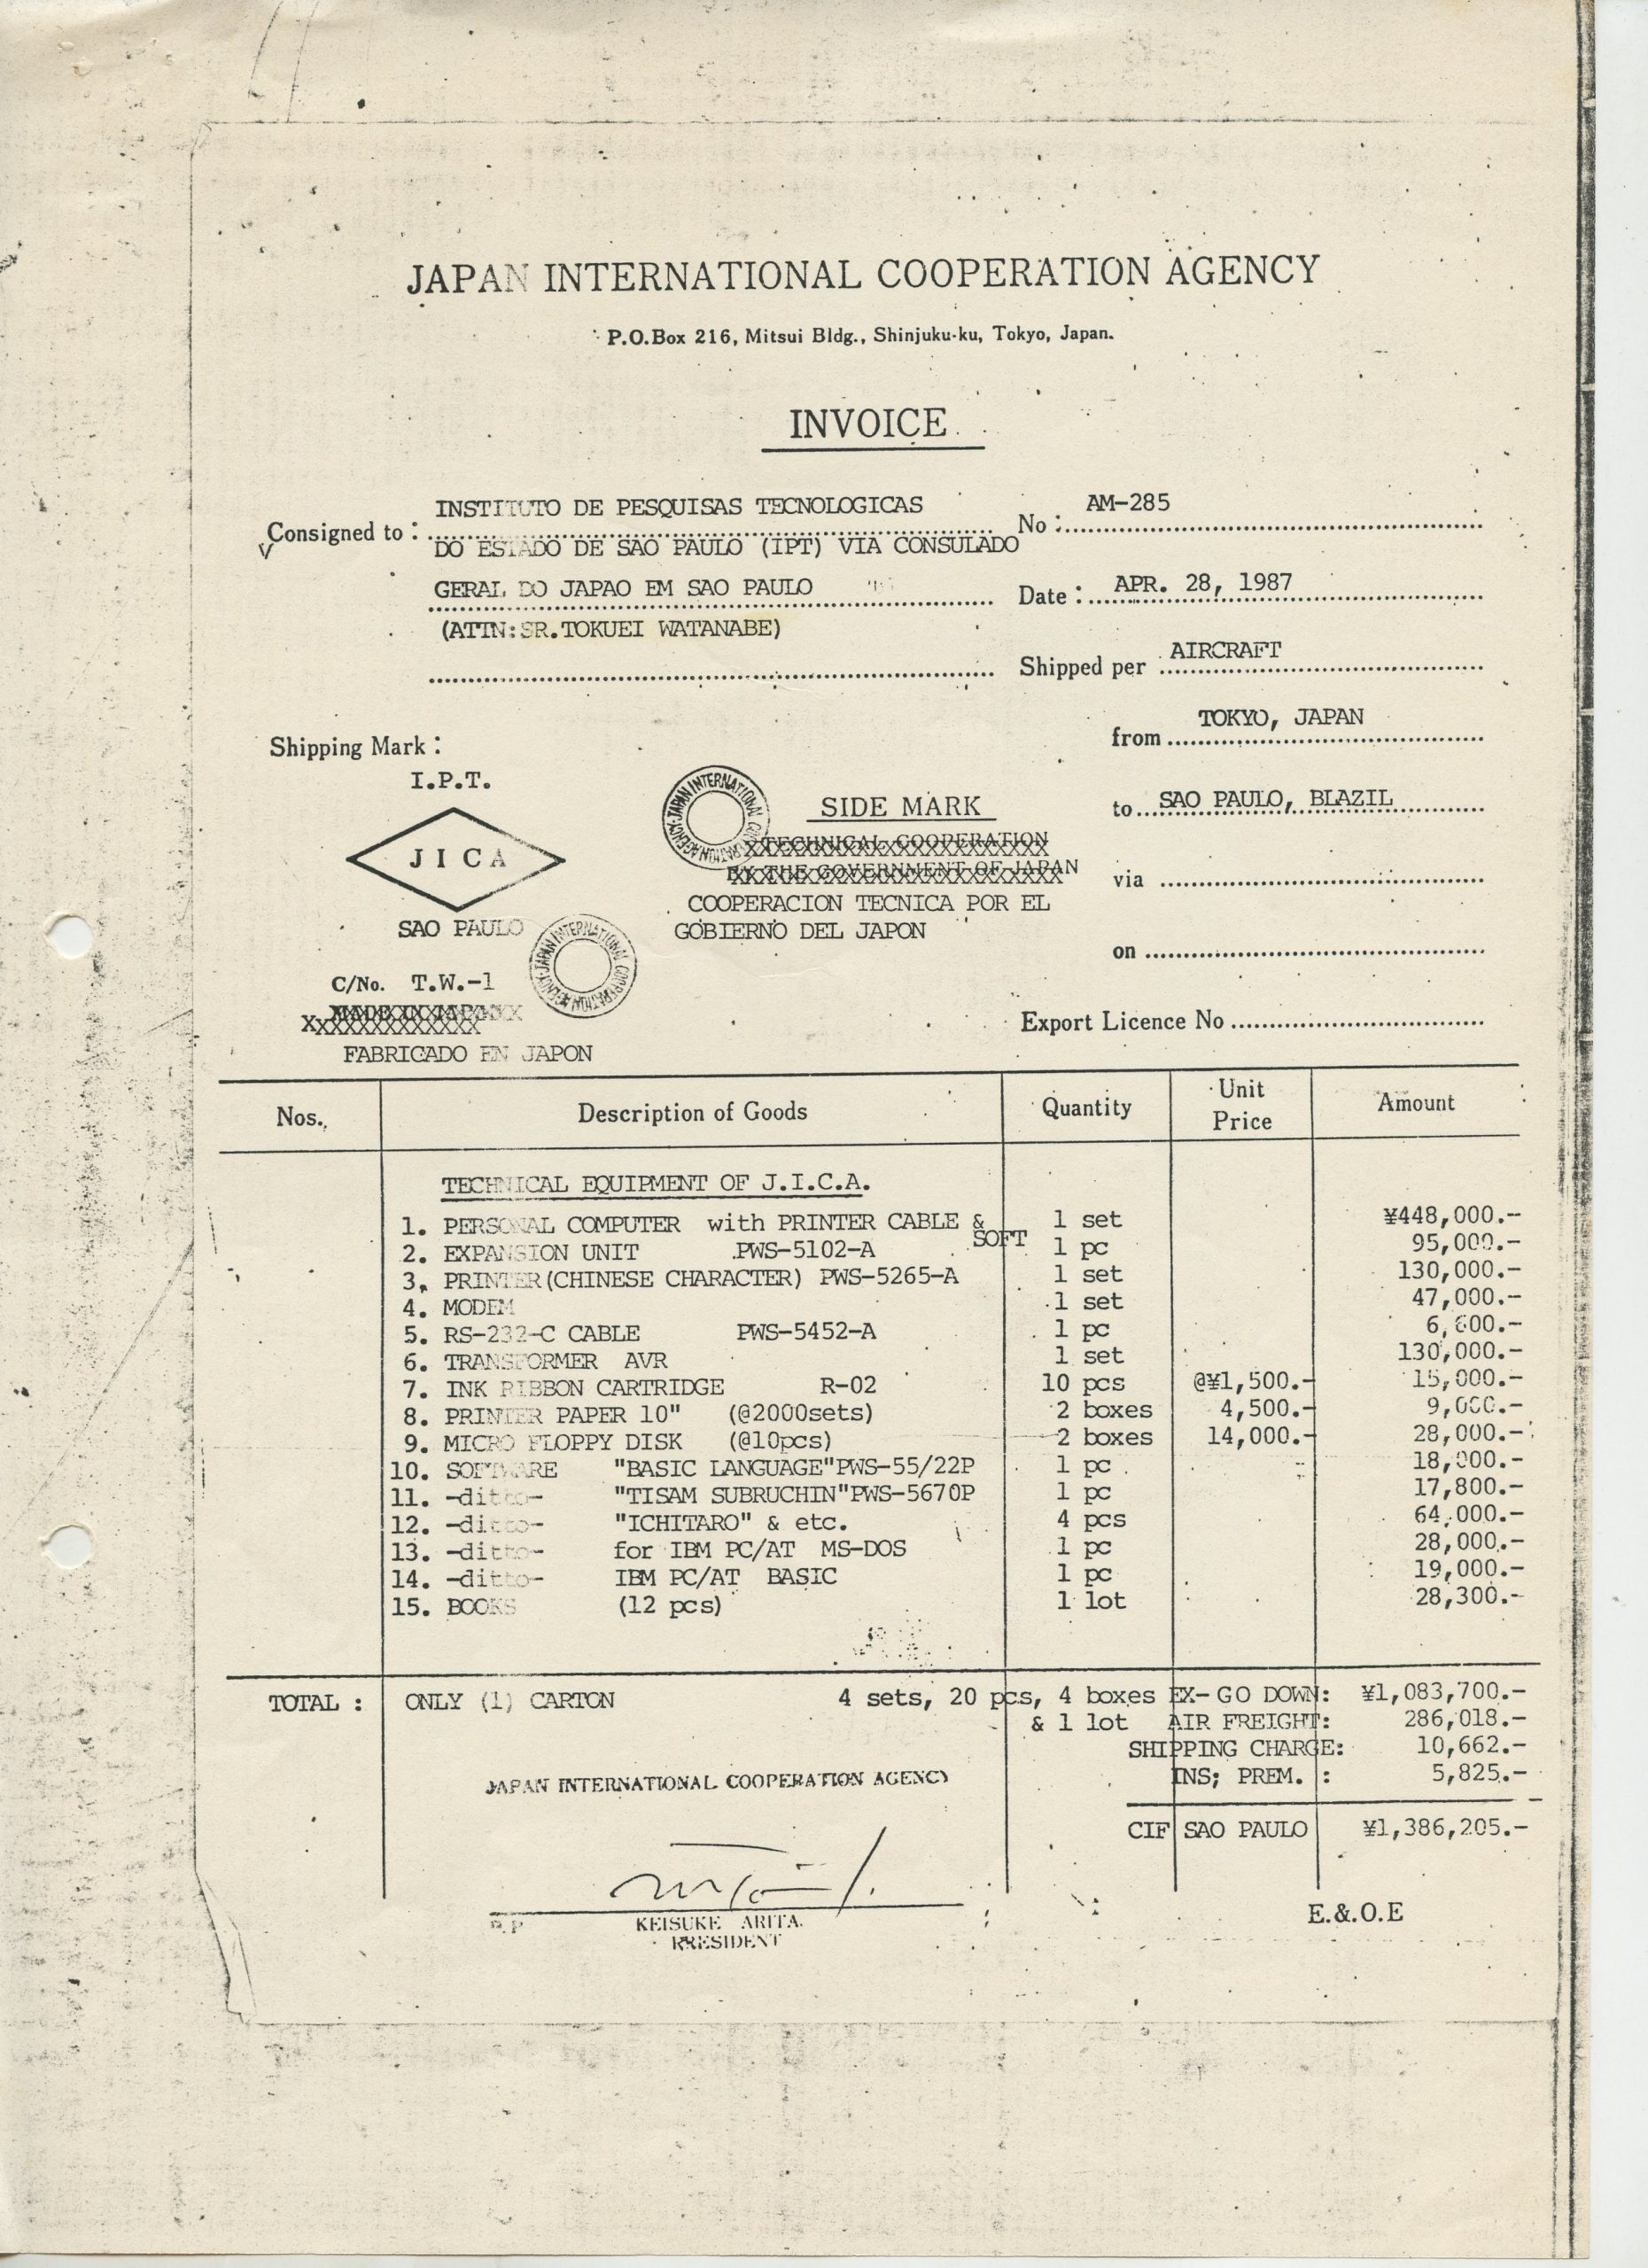 JAPAN INTERNATIONAL COOPERATION AGENCY
P.O.Box 216, Mitsui Bldg., Shinjuku-ku, Tokyo, Japan.
INVOICE
Consigned to : INSTITUTO DE PESQUISAS TECNOLOGICAS
DO ESTADO DE SAO PAULO (IPT) VIA CONSULADO
GERAL DO JAPAO EM SAO PAULO
(ATTN:SR.TOKUEI WATANABE)
No : AM-285
Date : APR. 28, 1987
Shipped per AIRCRAFT
from TOKYO, JAPAN
to SAO PAULO, BLAZIL
via
on
Export Licence No
Shipping Mark :
I.P.T.
JICA
SAO PAULO
C/No. T.W.-1
MADE IN JAPAN
FABRICADO EN JAPON
JAPAN INTERNATIONAL COOPERATION AGENCY
JAPAN INTERNATIONAL COOPERATION AGENCY
SIDE MARK
TECHNICAL COOPERATION
BY THE GOVERNMENT OF JAPAN
COOPERACION TECNICA POR EL
GOBIERNO DEL JAPON
Nos. Description of Goods Quantity Unit Price Amount
TECHNICAL EQUIPMENT OF J.I.C.A.
1. PERSONAL COMPUTER with PRINTER CABLE & SOFT 1 set ¥448,000.-
2. EXPANSION UNIT PWS-5102-A 1 pc 95,000.-
3. PRINTER(CHINESE CHARACTER) PWS-5265-A 1 set 130,000.-
4. MODEM 1 set 47,000.-
5. RS-232-C CABLE PWS-5452-A 1 pc 6,600.-
6. TRANSFORMER AVR 1 set 130,000.-
7. INK RIBBON CARTRIDGE R-02 10 pcs @¥1,500.- 15,000.-
8. PRINTER PAPER 10" (@2000sets) 2 boxes 4,500.- 9,000.-
9. MICRO FLOPPY DISK (@10pcs) 2 boxes 14,000.- 28,000.-
10. SOFTWARE "BASIC LANGUAGE"PWS-55/22P 1 pc 18,000.-
11. -ditto- "TISAM SUBRUCHIN"PWS-5670P 1 pc 17,800.-
12. -ditto- "ICHITARO" & etc. 4 pcs 64,000.-
13. -ditto- for IBM PC/AT MS-DOS 1 pc 28,000.-
14. -ditto- IBM PC/AT BASIC 1 pc 19,000.-
15. BOOKS (12 pcs) 1 lot 28,300.-
TOTAL : ONLY (1) CARTON 4 sets, 20 pcs, 4 boxes EX-GO DOWN: ¥1,083,700.-
& 1 lot AIR FREIGHT: 286,018.-
SHIPPING CHARGE: 10,662.-
INS; PREM. : 5,825.-
JAPAN INTERNATIONAL COOPERATION AGENCY
CIF SAO PAULO ¥1,386,205.-
P.P
KEISUKE ARITA.
PRESIDENT
E.&.O.E